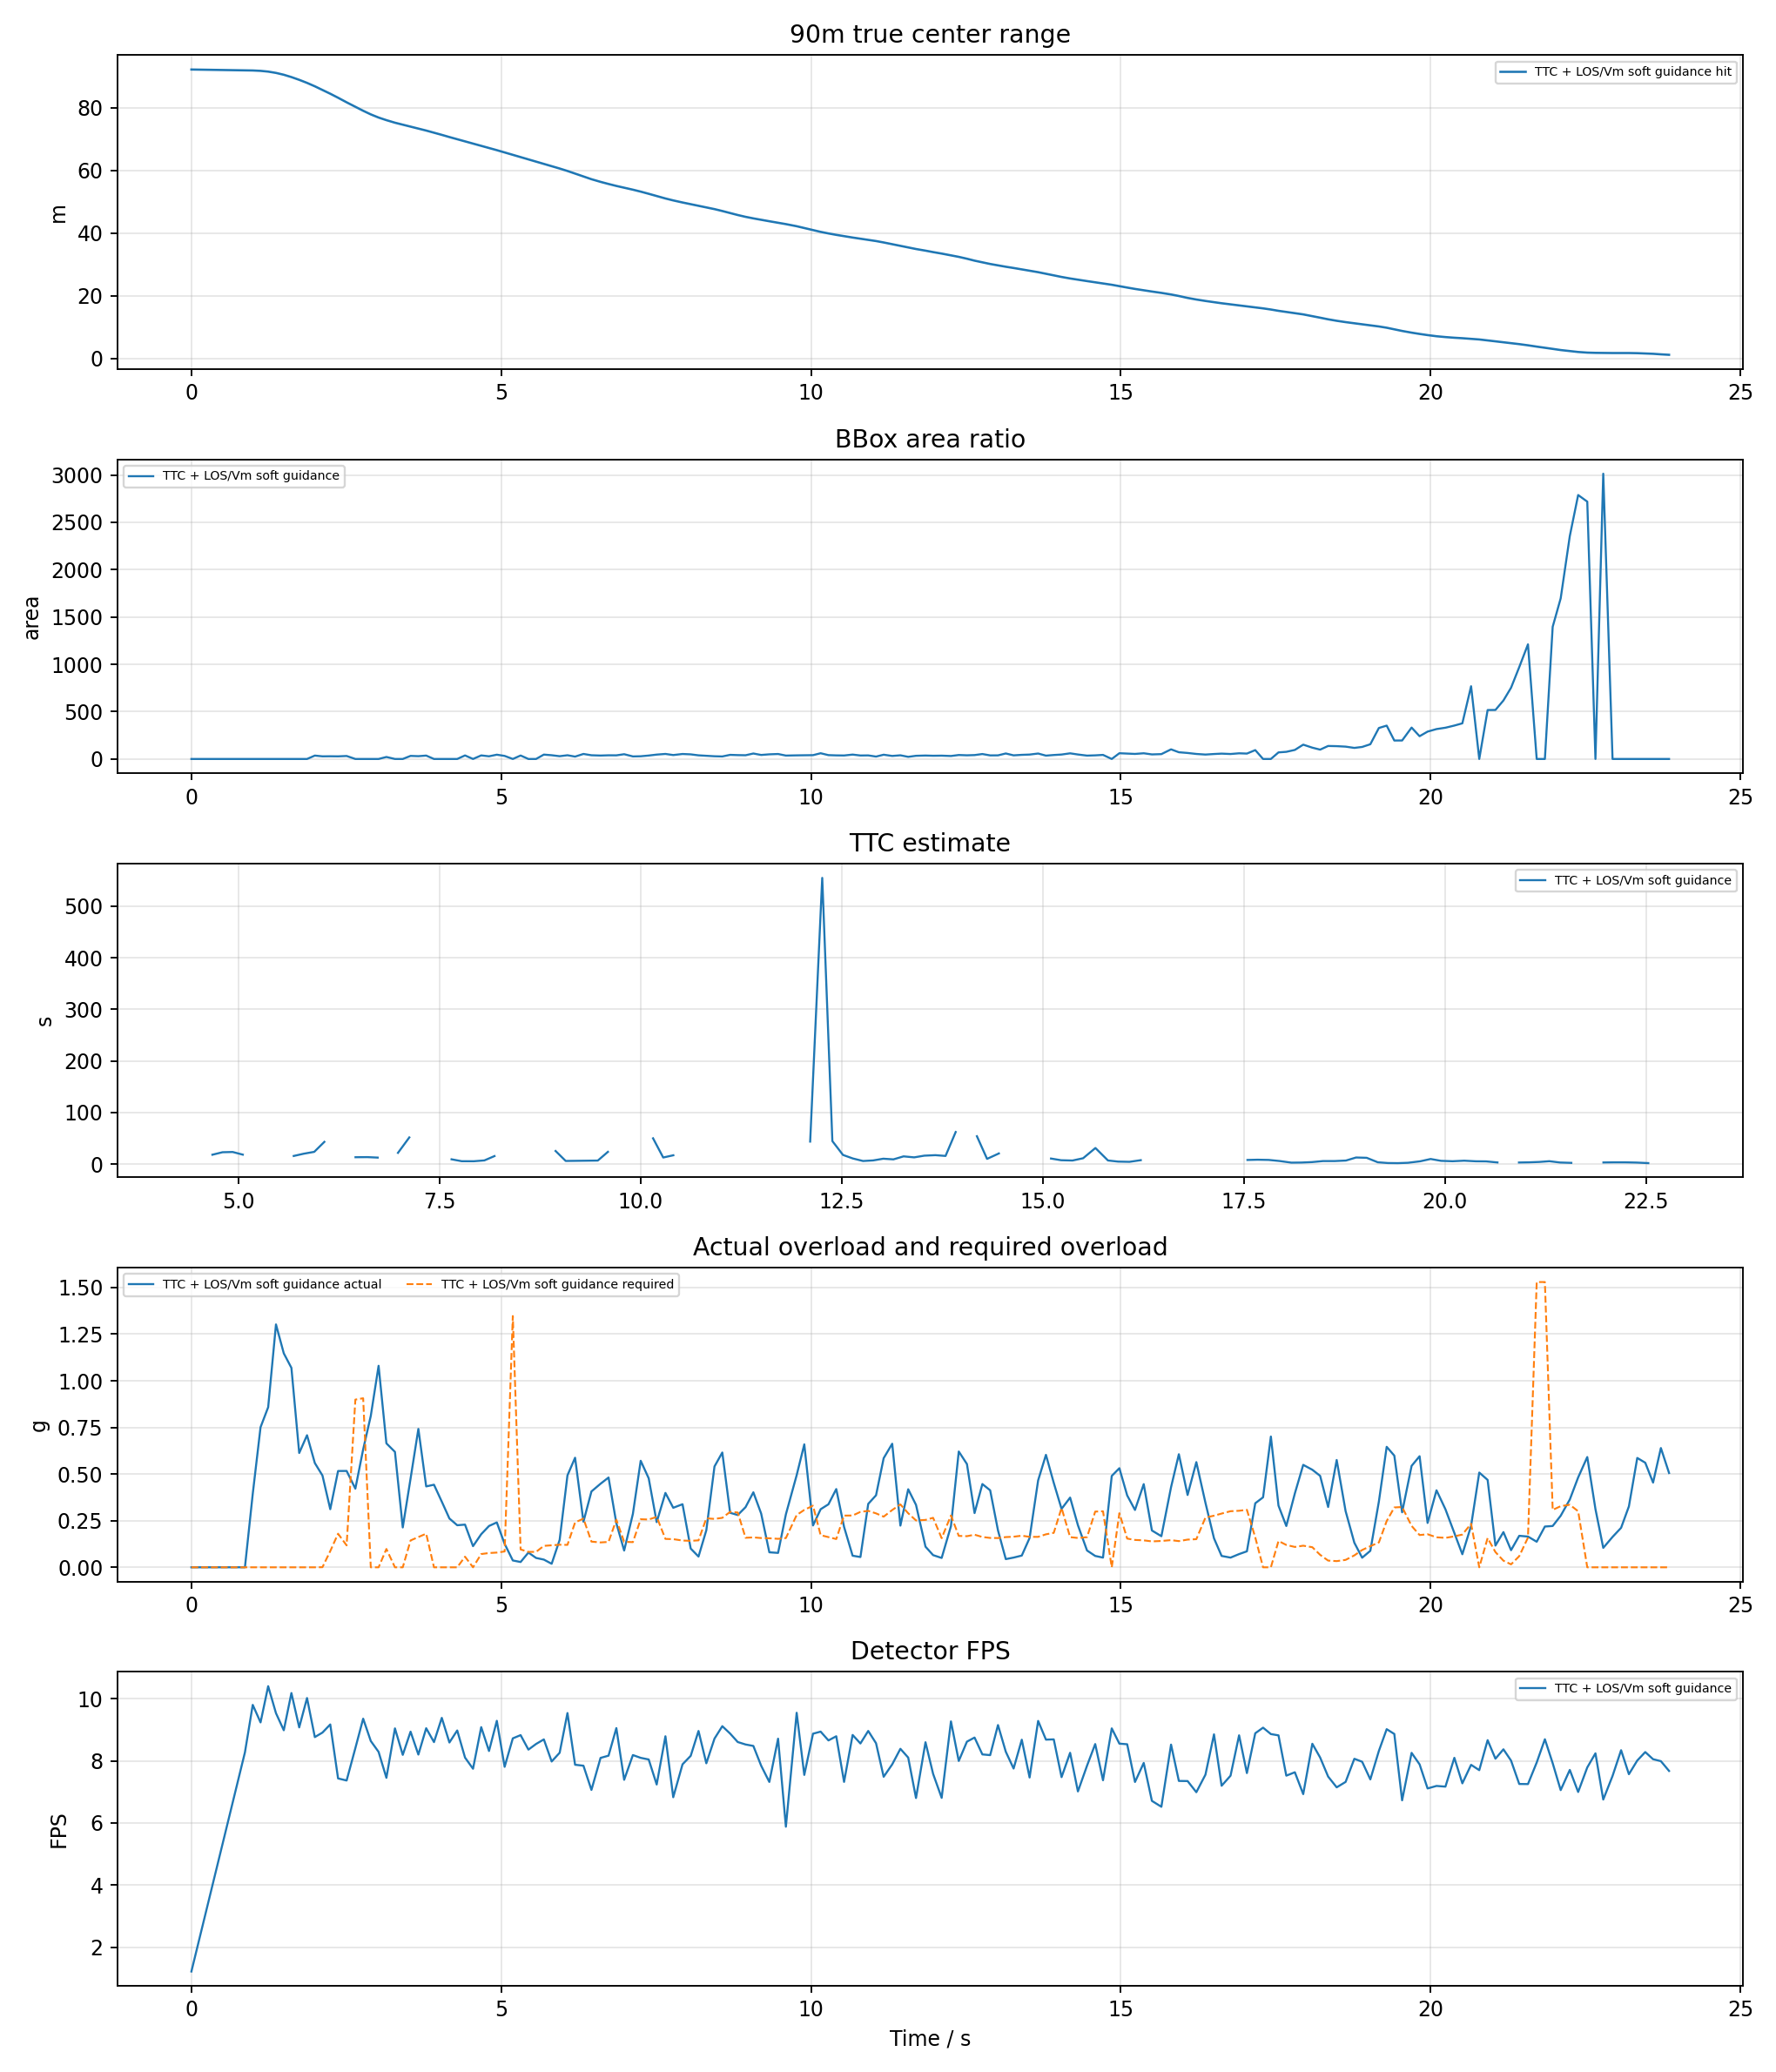 90m true center range
TTC + LOS/Vm soft guidance hit
m
80
60
40
20
0
0 5 10 15 20 25
BBox area ratio
TTC + LOS/Vm soft guidance
area
3000
2500
2000
1500
1000
500
0
0 5 10 15 20 25
TTC estimate
TTC + LOS/Vm soft guidance
s
500
400
300
200
100
0
5.0 7.5 10.0 12.5 15.0 17.5 20.0 22.5
Actual overload and required overload
TTC + LOS/Vm soft guidance actual TTC + LOS/Vm soft guidance required
g
1.50
1.25
1.00
0.75
0.50
0.25
0.00
0 5 10 15 20 25
Detector FPS
TTC + LOS/Vm soft guidance
FPS
10
8
6
4
2
0 5 10 15 20 25
Time / s